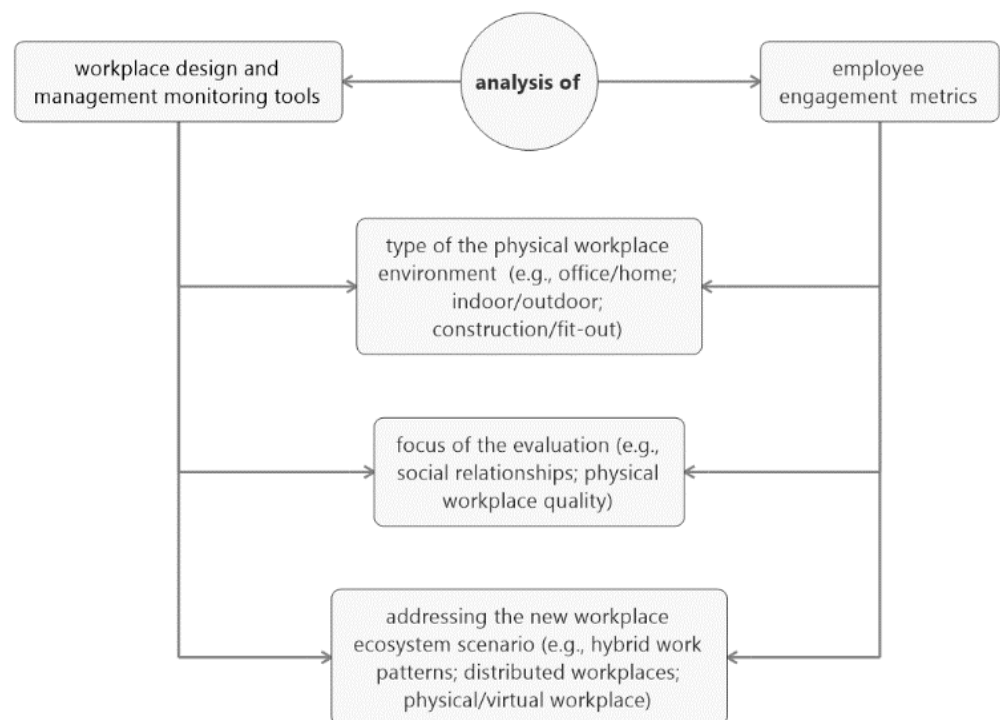 workplace design and
management monitoring tools
analysis of
employee
engagement metrics
type of the physical workplace
environment (e.g., office/home;
indoor/outdoor;
construction/fit-out)
focus of the evaluation (e.g.,
social relationships; physical
workplace quality)
addressing the new workplace
ecosystem scenario (e.g., hybrid work
patterns; distributed workplaces;
physical/virtual workplace)